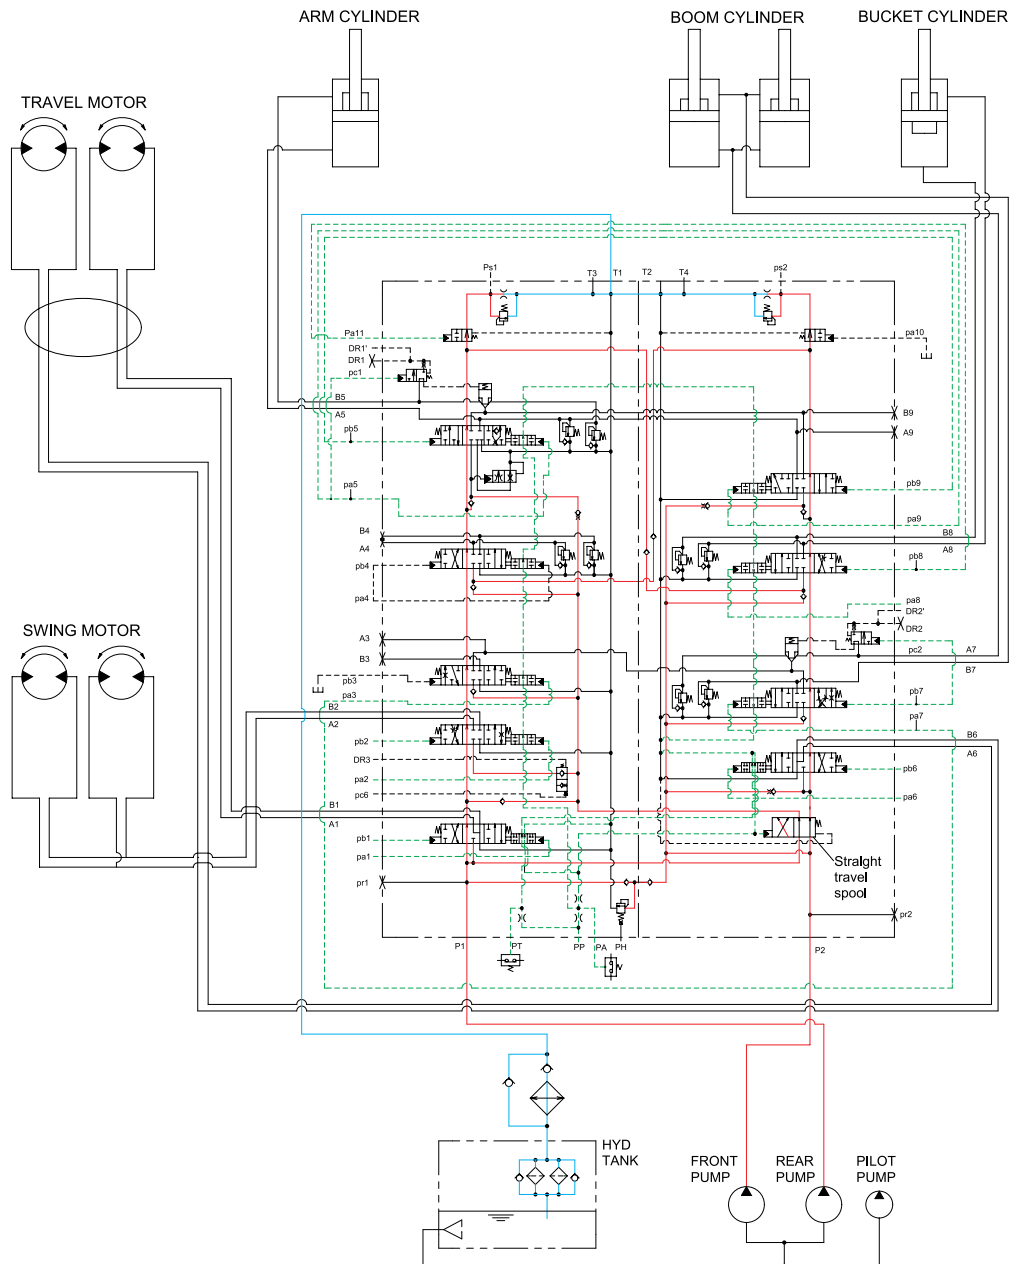 ARM CYLINDER
BOOM CYLINDER
BUCKET CYLINDER
TRAVEL MOTOR
Ps1
T3
T1
T2
T4
ps2
Pa11
pa10
DR1'
DR1
pc1
B5
A5
B9
A9
pb5
pb9
pa5
pa9
B4
A4
B8
A8
pb4
pb8
pa4
pa8
DR2'
DR2
SWING MOTOR
A3
B3
pc2
A7
B7
pb3
pa3
pb7
pa7
B2
A2
B6
A6
pb2
DR3
pa2
pc6
pb6
pa6
B1
A1
pb1
pa1
Straight
travel
spool
pr1
pr2
P1
PT
PP
PA
PH
P2
HYD
TANK
FRONT
PUMP
REAR
PUMP
PILOT
PUMP